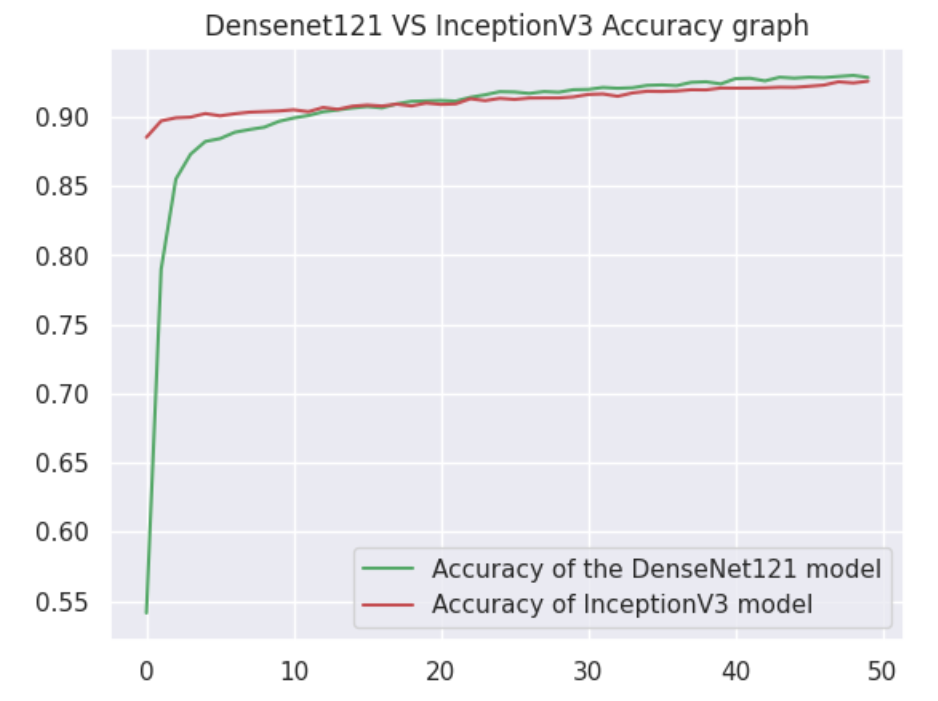 Densenet121 VS InceptionV3 Accuracy graph
0.90
0.85
0.80
0.75
0.70
0.65
0.60
0.55
Accuracy of the DenseNet121 model
Accuracy of InceptionV3 model
0 10 20 30 40 50